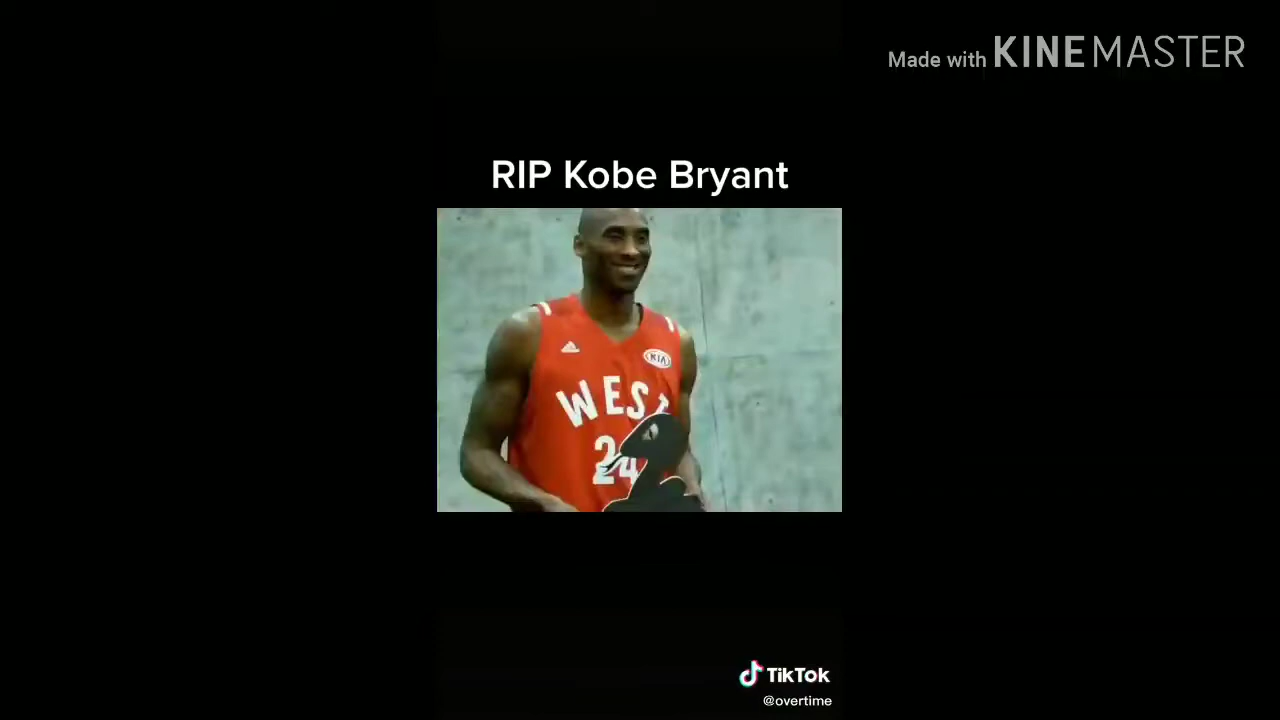 Made with KINEMASTER
RIP Kobe Bryant
KIA
WEST
24
TikTok
@overtime